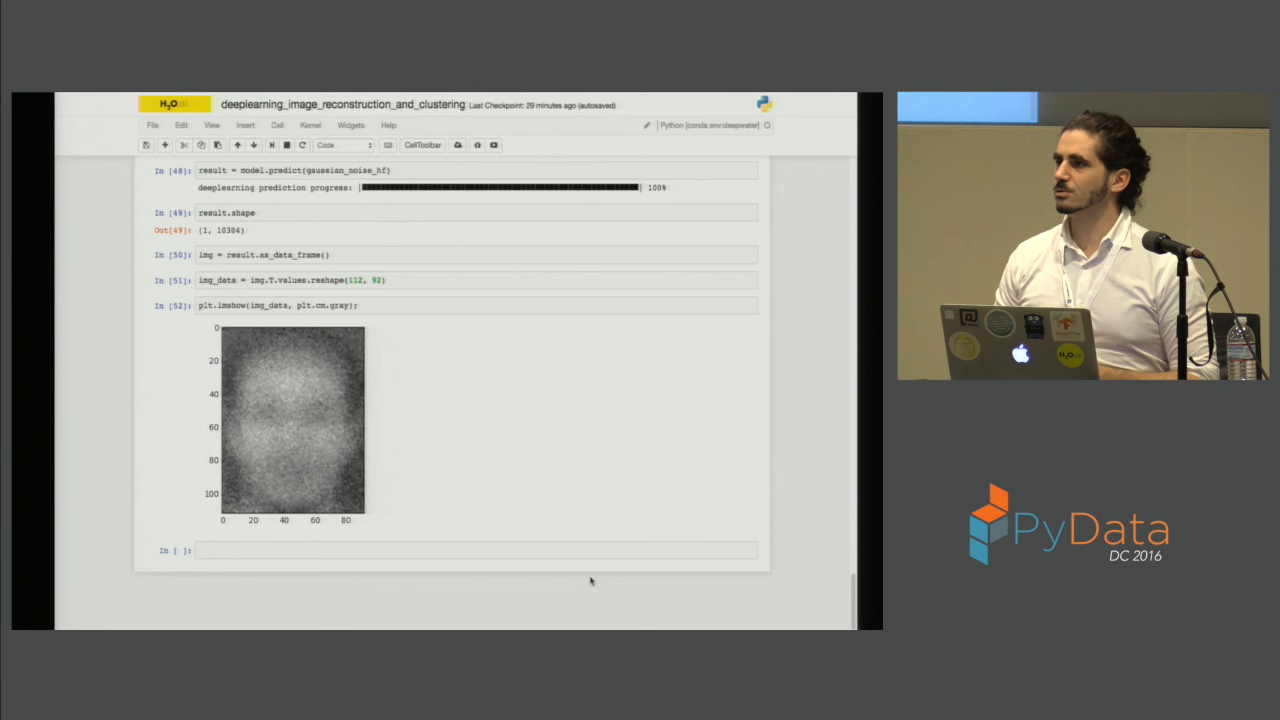 H2O.ai deeplearning_image_reconstruction_and_clustering Last Checkpoint: 29 minutes ago (autosaved)
File Edit View Insert Cell Kernel Widgets Help Python [conda env:deepwater]
Code CellToolbar
In [48]: result = model.predict(gaussian_noise_hf)
deeplearning prediction progress: | | 100%
In [49]: result.shape
Out[49]: (1, 10304)
In [50]: img = result.as_data_frame()
In [51]: img_data = img.T.values.reshape(112, 92)
In [52]: plt.imshow(img_data, plt.cm.gray);
0
20
40
60
80
100
0 20 40 60 80
In [ ]:
H2O.ai
PyData
DC 2016